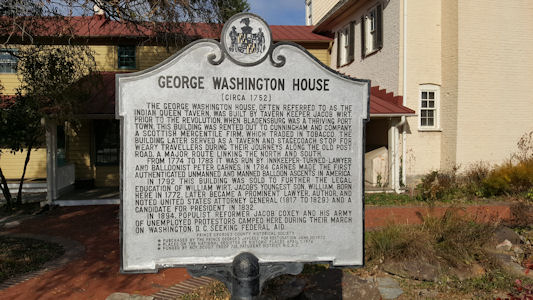 GEORGE WASHINGTON HOUSE
(CIRCA 1752)
THE GEORGE WASHINGTON HOUSE, OFTEN REFERRED TO AS THE
INDIAN QUEEN TAVERN, WAS BUILT BY TAVERN KEEPER JACOB WIRT
PRIOR TO THE REVOLUTION. WHEN BLADENSBURG WAS A THRIVING PORT
TOWN, THIS BUILDING WAS RENTED OUT TO CUNNINGHAM AND COMPANY
A SCOTTISH MERCANTILE FIRM, WHICH TRADED IN TOBACCO. THE
BUILDING LATER SERVED AS A TAVERN AND STAGECOACH STOP FOR
WEARY TRAVELLERS DURING THEIR JOURNEYS ALONG THE OLD POST
ROAD, A MAJOR ROUTE LINKING THE NORTH AND SOUTH.
FROM 1774 TO 1783 IT WAS RUN BY INNKEEPER-TURNED-LAWYER
AND BALLOONIST PETER CARNES. IN 1784 CARNES MADE THE FIRST
AUTHENTICATED UNMANNED AND MANNED BALLOON ASCENTS IN AMERICA.
IN 1792 THIS BUILDING WAS SOLD TO FURTHER THE LEGAL
EDUCATION OF WILLIAM WIRT, JACOB'S YOUNGEST SON. WILLIAM, BORN
HERE IN 1772, LATER BECAME A PROMINENT LAWYER, AUTHOR, AND
NOTED UNITED STATES ATTORNEY GENERAL (1817 TO 1829) AND A
CANDIDATE FOR PRESIDENT IN 1832.
IN 1894, POPULIST REFORMER JACOB COXEY AND HIS ARMY
OF UNEMPLOYED PROTESTORS CAMPED HERE DURING THEIR MARCH
ON WASHINGTON, D.C. SEEKING FEDERAL AID.
PRINCE GEORGE'S COUNTY HISTORICAL SOCIETY